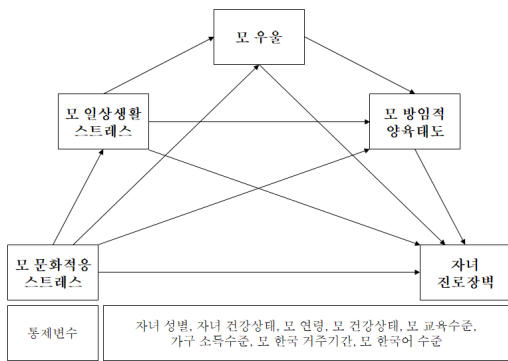 모 우울
모 일상생활
스트레스
모 방임적
양육태도
모 문화적응
스트레스
자녀
진로장벽
통제변수
자녀 성별, 자녀 건강상태, 모 연령, 모 건강상태, 모 교육수준,
가구 소득수준, 모 한국 거주기간, 모 한국어 수준